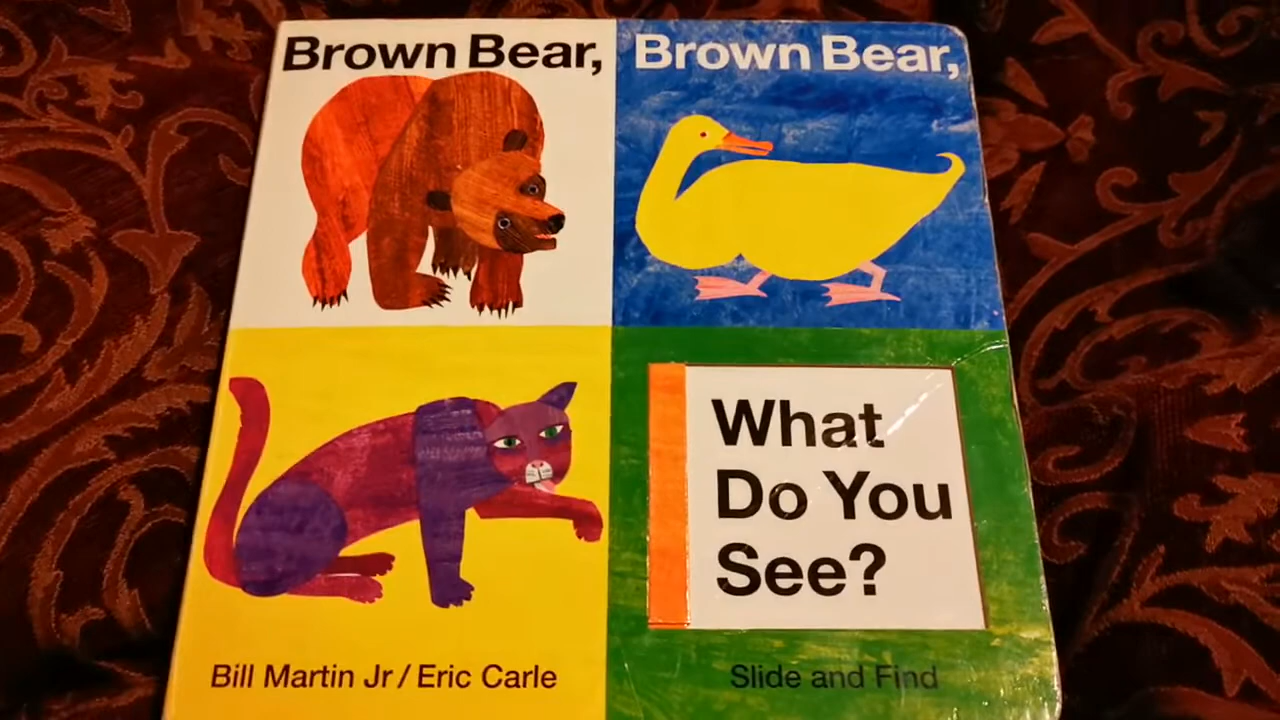 Brown Bear, Brown Bear,
What
Do You
See?
Bill Martin Jr / Eric Carle
Slide and Find